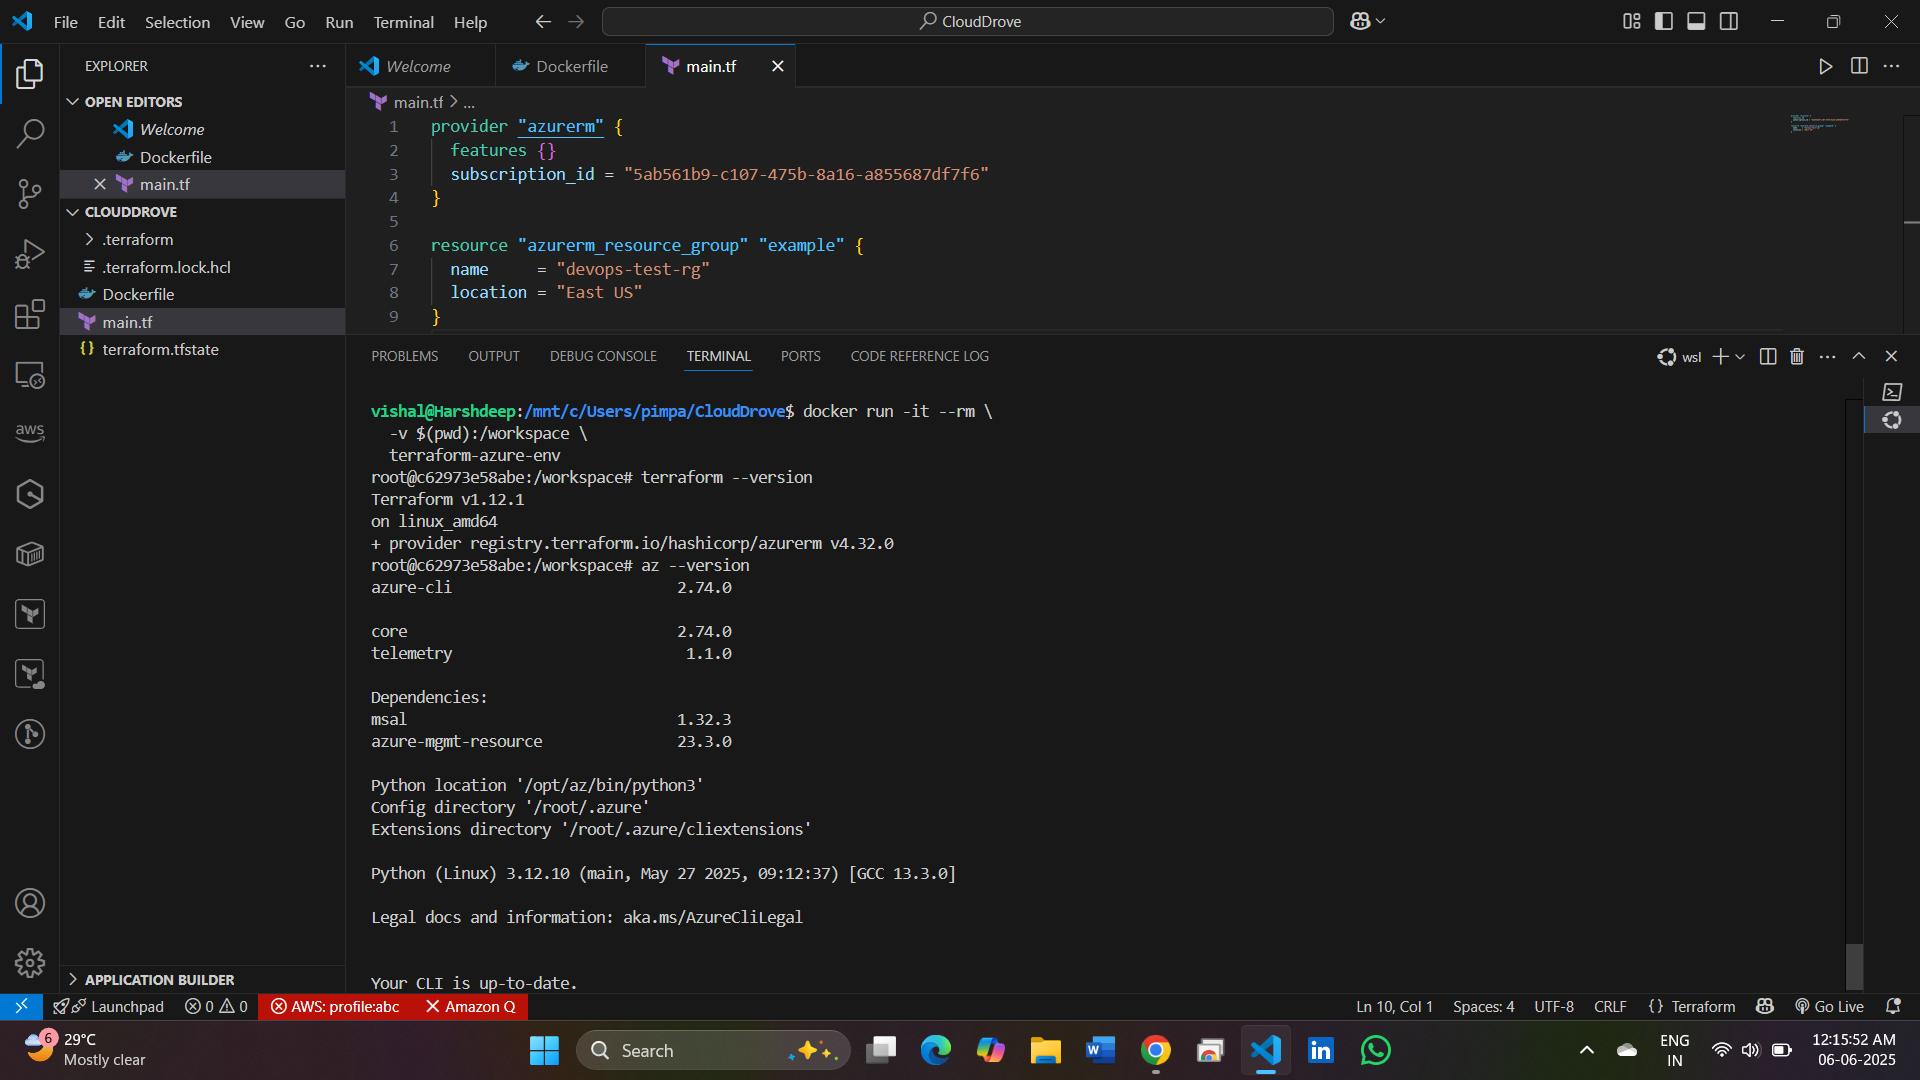 File Edit Selection View Go Run Terminal Help
CloudDrove
EXPLORER
OPEN EDITORS
Welcome
Dockerfile
main.tf
CLOUDDROVE
.terraform
.terraform.lock.hcl
Dockerfile
main.tf
terraform.tfstate
APPLICATION BUILDER
aws
Welcome Dockerfile main.tf
main.tf > ...
1 provider "azurerm" {
2 features {}
3 subscription_id = "5ab561b9-c107-475b-8a16-a855687df7f6"
4 }
5
6 resource "azurerm_resource_group" "example" {
7 name     = "devops-test-rg"
8 location = "East US"
9 }
PROBLEMS OUTPUT DEBUG CONSOLE TERMINAL PORTS CODE REFERENCE LOG
wsl
vishal@Harshdeep:/mnt/c/Users/pimpa/CloudDrove$ docker run -it --rm \
-v $(pwd):/workspace \
terraform-azure-env
root@c62973e58abe:/workspace# terraform --version
Terraform v1.12.1
on linux_amd64
+ provider registry.terraform.io/hashicorp/azurerm v4.32.0
root@c62973e58abe:/workspace# az --version
azure-cli 2.74.0
core 2.74.0
telemetry 1.1.0
Dependencies:
msal 1.32.3
azure-mgmt-resource 23.3.0
Python location '/opt/az/bin/python3'
Config directory '/root/.azure'
Extensions directory '/root/.azure/cliextensions'
Python (Linux) 3.12.10 (main, May 27 2025, 09:12:37) [GCC 13.3.0]
Legal docs and information: aka.ms/AzureCliLegal
Your CLI is up-to-date.
Launchpad 0 0 AWS: profile:abc Amazon Q Ln 10, Col 1 Spaces: 4 UTF-8 CRLF {} Terraform Go Live
6
29°C
Mostly clear
Search
ENG
IN
12:15:52 AM
06-06-2025